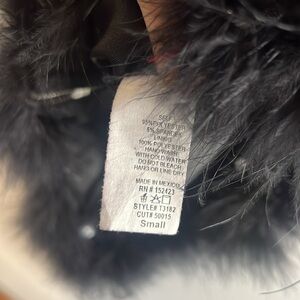 SELF
95% POLYESTER
5% SPANDEX
LINING
100% POLYESTER
HAND WASH
WITH COLD WATER
DO NOT BLEACH
HANG OR LINE DRY
MADE IN MEXICO
RN # 152423
STYLE# T3182
CUT# 50015
Small